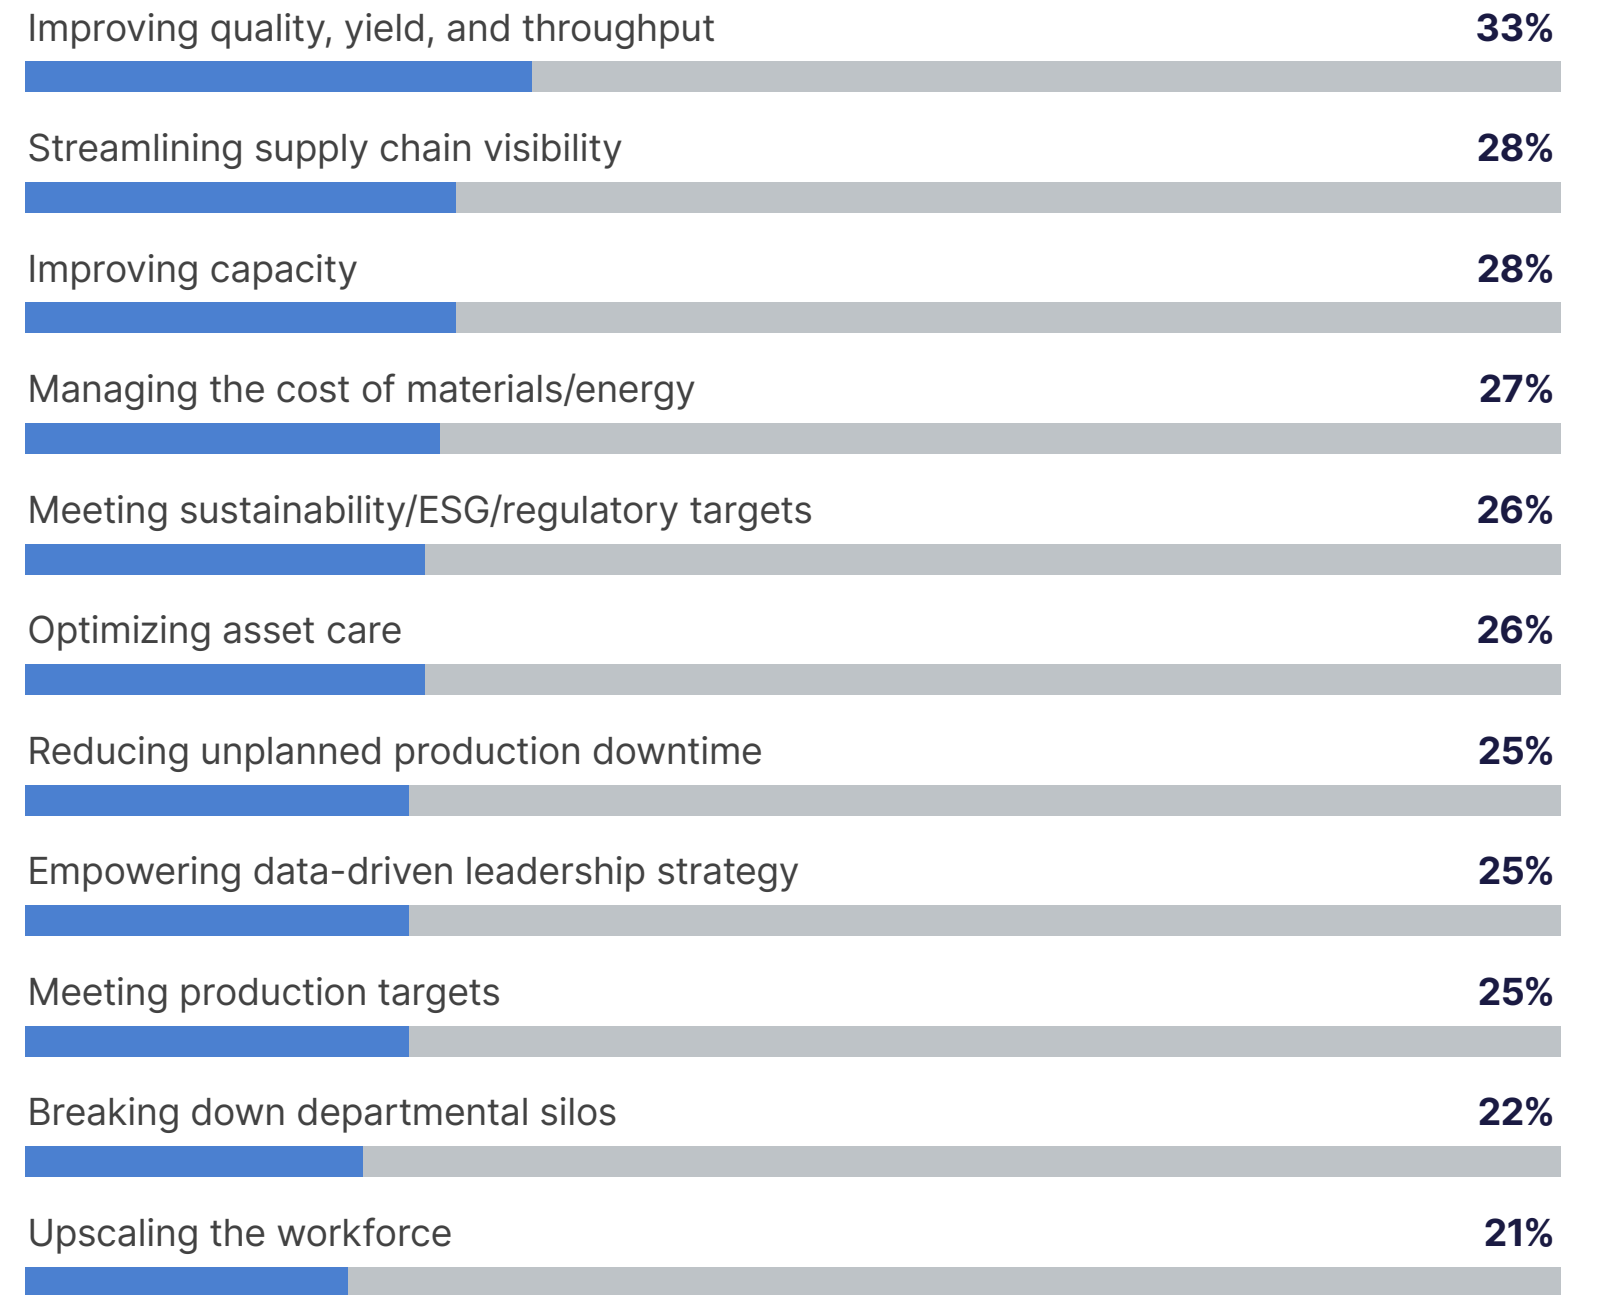 Improving quality, yield, and throughput 33%
Streamlining supply chain visibility 28%
Improving capacity 28%
Managing the cost of materials/energy 27%
Meeting sustainability/ESG/regulatory targets 26%
Optimizing asset care 26%
Reducing unplanned production downtime 25%
Empowering data-driven leadership strategy 25%
Meeting production targets 25%
Breaking down departmental silos 22%
Upscaling the workforce 21%